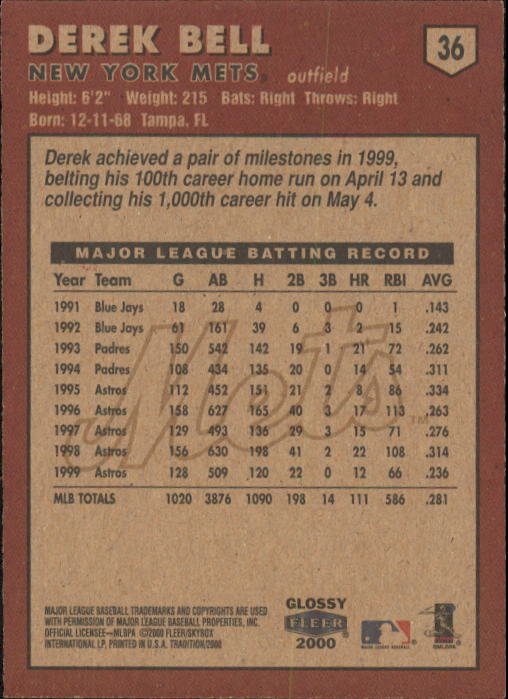 DEREK BELL
36
NEW YORK METS outfield
Height: 6'2" Weight: 215 Bats: Right Throws: Right
Born: 12-11-68 Tampa, FL
Derek achieved a pair of milestones in 1999,
belting his 100th career home run on April 13 and
collecting his 1,000th career hit on May 4.
MAJOR LEAGUE BATTING RECORD
Year Team G AB H 2B 3B HR RBI AVG
1991 Blue Jays 18 28 4 0 0 0 1 .143
1992 Blue Jays 61 161 39 6 3 2 15 .242
1993 Padres 150 542 142 19 1 21 72 .262
1994 Padres 108 434 135 20 0 14 54 .311
1995 Astros 112 452 151 21 2 8 86 .334
1996 Astros 158 627 165 40 3 17 113 .263
1997 Astros 129 493 136 29 3 15 71 .276
1998 Astros 156 630 198 41 2 22 108 .314
1999 Astros 128 509 120 22 0 12 66 .236
MLB TOTALS 1020 3876 1090 198 14 111 586 .281
Mets TM
MAJOR LEAGUE BASEBALL TRADEMARKS AND COPYRIGHTS ARE USED
WITH PERMISSION OF MAJOR LEAGUE BASEBALL PROPERTIES, INC.
OFFICIAL LICENSEE—MLBPA ©2000 FLEER/SKYBOX
INTERNATIONAL LP, PRINTED IN U.S.A. TRADITION/2000
GLOSSY
FLEER
2000
MAJOR LEAGUE BASEBALL
©MLBPA